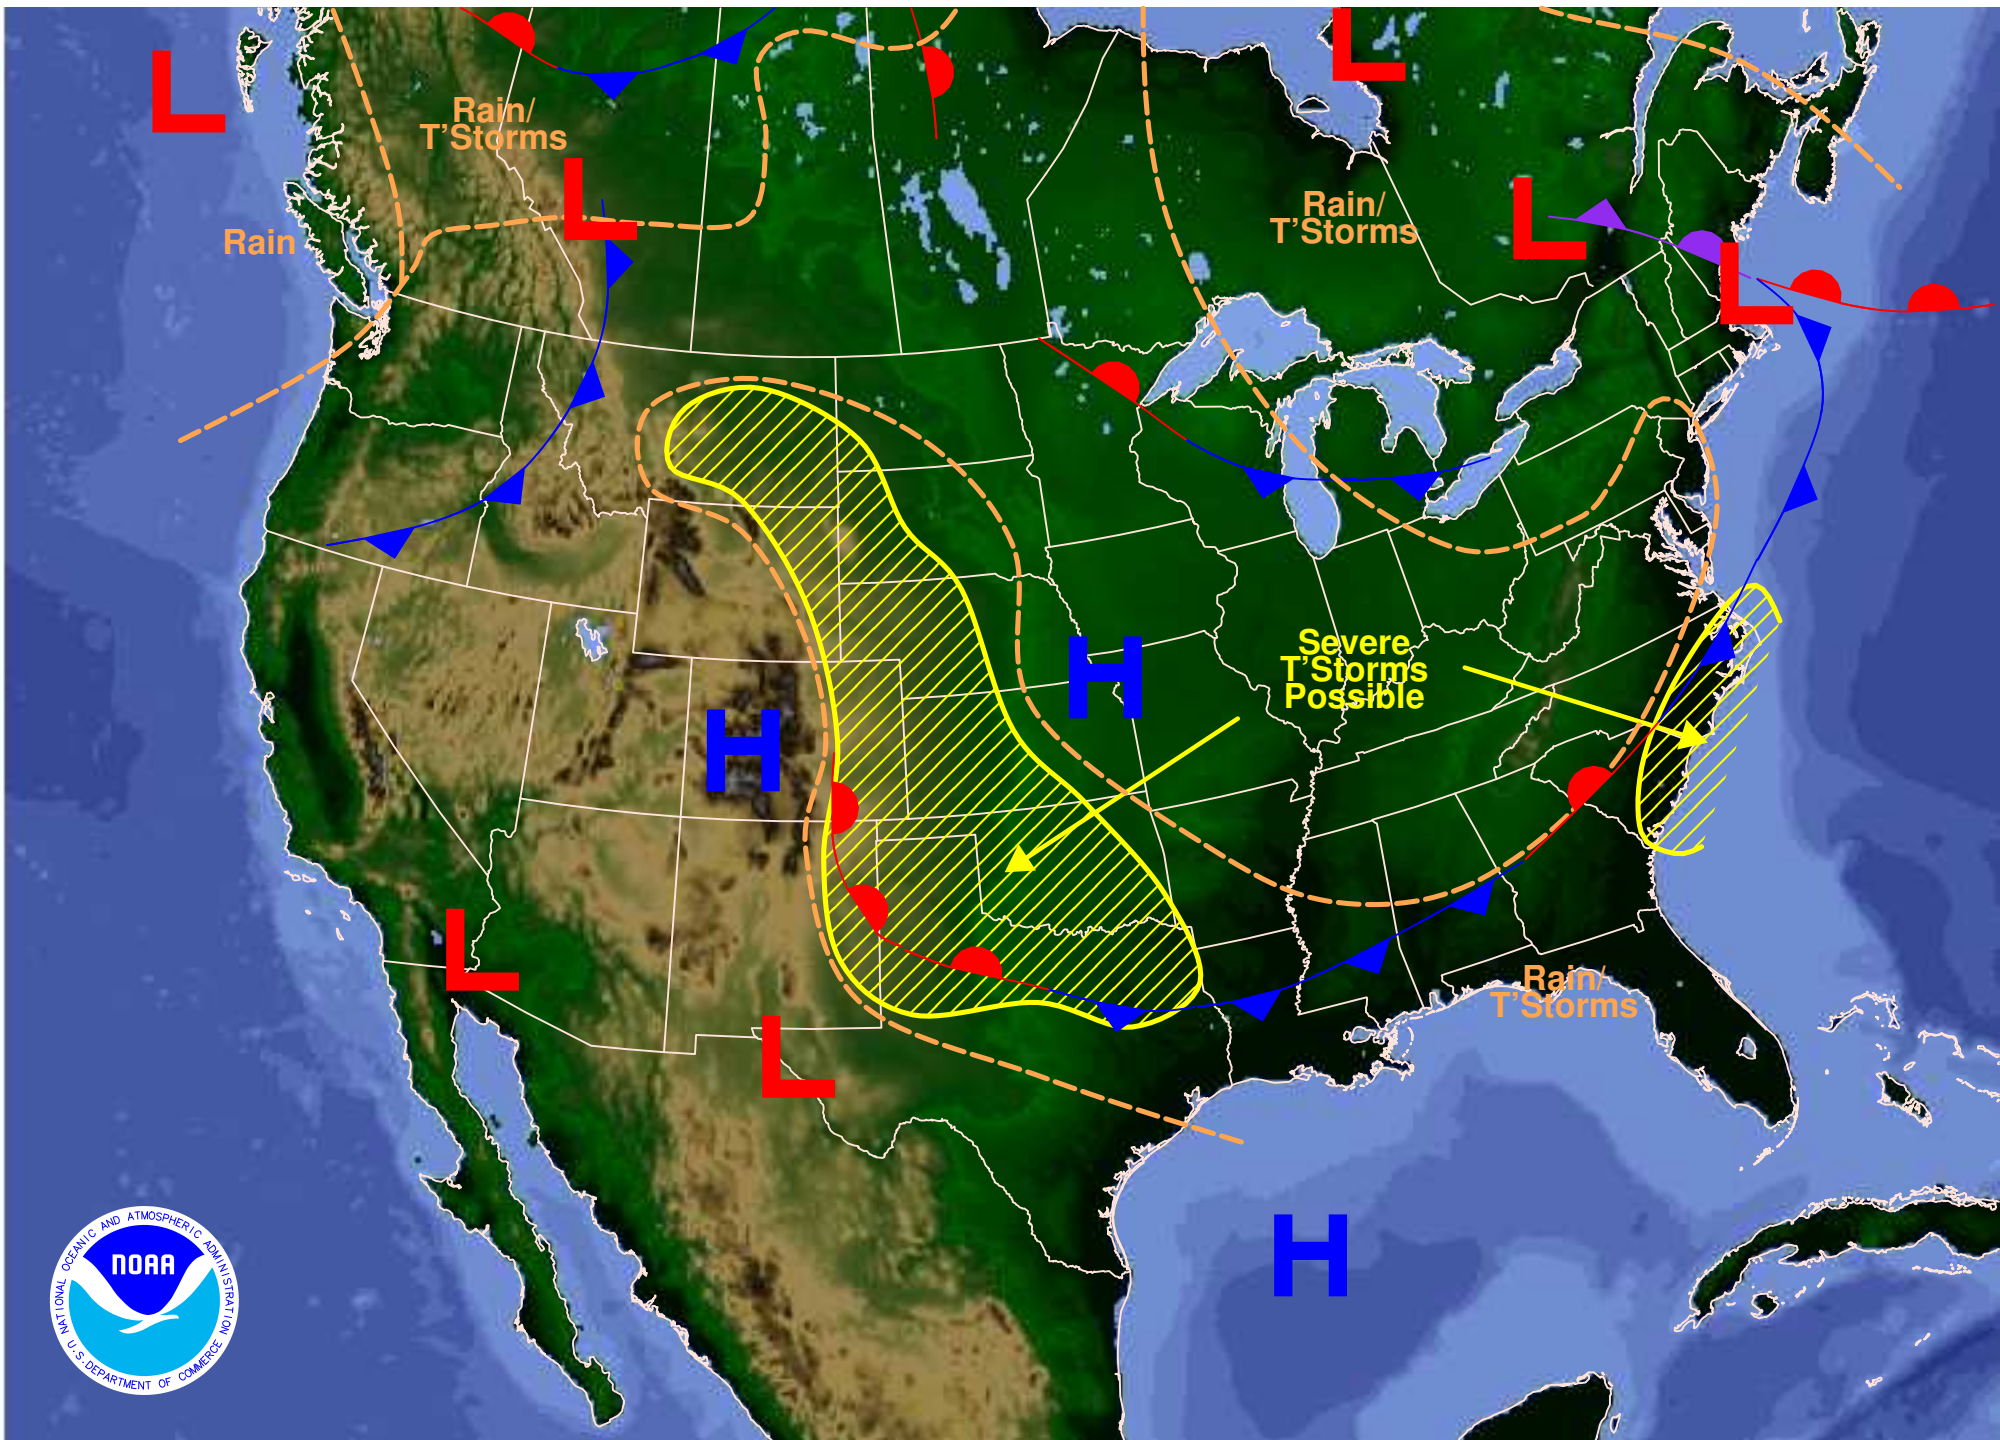 L
L
Rain/
T'Storms
L
Rain
Rain/
T'Storms
L
L
H
Severe
T'Storms
Possible
H
L
L
Rain/
T'Storms
H
NATIONAL OCEANIC AND ATMOSPHERIC ADMINISTRATION
NOAA
U.S. DEPARTMENT OF COMMERCE